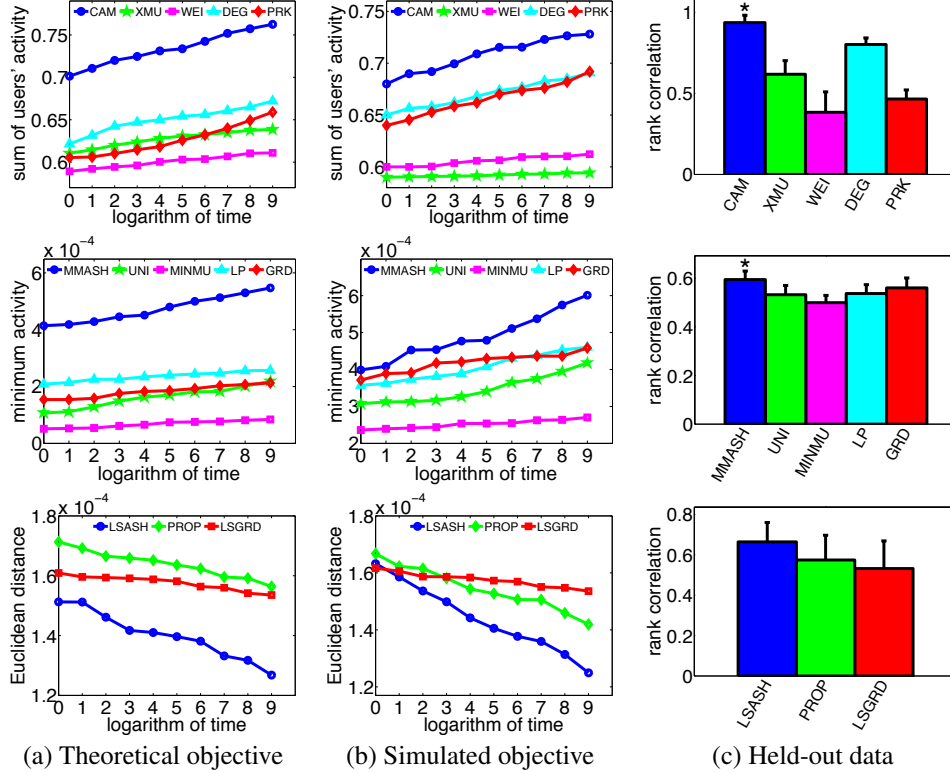 CAM XMU WEI DEG PRK
sum of users' activity
0.75
0.7
0.65
0.6
0 1 2 3 4 5 6 7 8 9
logarithm of time
CAM XMU WEI DEG PRK
sum of users' activity
0.75
0.7
0.65
0.6
0 1 2 3 4 5 6 7 8 9
logarithm of time
*
rank correlation
1
0.5
0
CAM XMU WEI DEG PRK
x 10⁻⁴
MMASH UNI MINMU LP GRD
minimum activity
6
4
2
0
0 1 2 3 4 5 6 7 8 9
logarithm of time
x 10⁻⁴
MMASH UNI MINMU LP GRD
minimum activity
6
5
4
3
2
0 1 2 3 4 5 6 7 8 9
logarithm of time
*
rank correlation
0.6
0.4
0.2
0
MMASH UNI MINMU LP GRD
x 10⁻⁴
LSASH PROP LSGRD
Euclidean distance
1.8
1.6
1.4
1.2
0 1 2 3 4 5 6 7 8 9
logarithm of time
x 10⁻⁴
LSASH PROP LSGRD
Euclidean distance
1.8
1.6
1.4
1.2
0 1 2 3 4 5 6 7 8 9
logarithm of time
rank correlation
0.8
0.6
0.4
0.2
0
LSASH PROP LSGRD
(a) Theoretical objective
(b) Simulated objective
(c) Held-out data